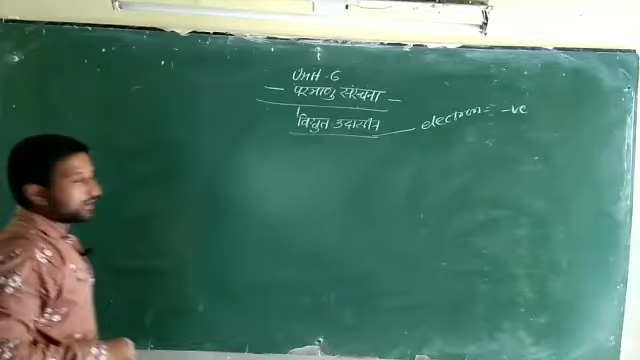 Unit-6
परमाणु संरचना
विद्युत उदासीन electron = -ve